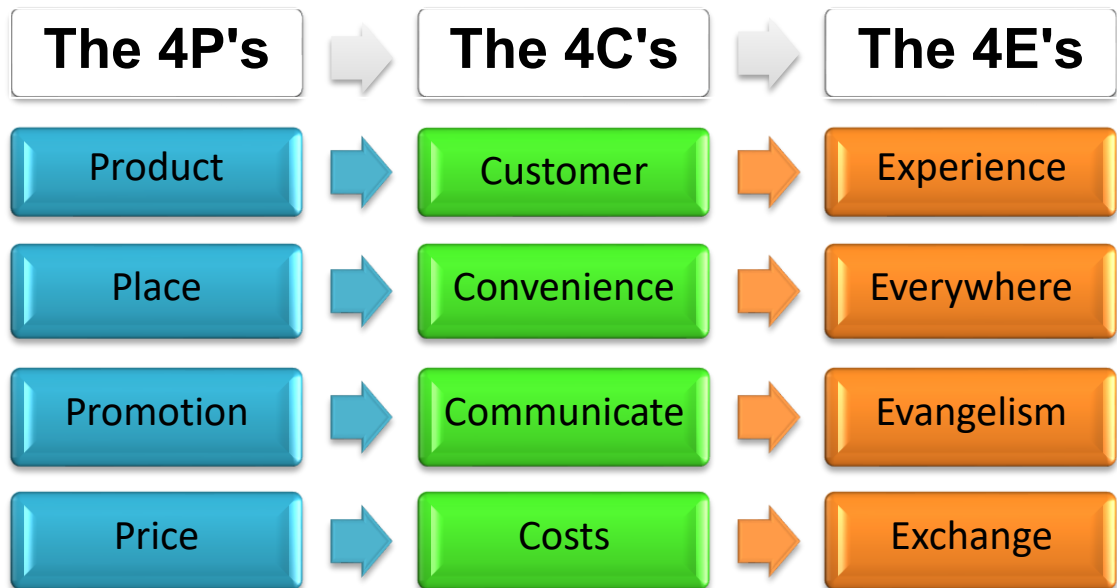 The 4P's
The 4C's
The 4E's
Product
Customer
Experience
Place
Convenience
Everywhere
Promotion
Communicate
Evangelism
Price
Costs
Exchange